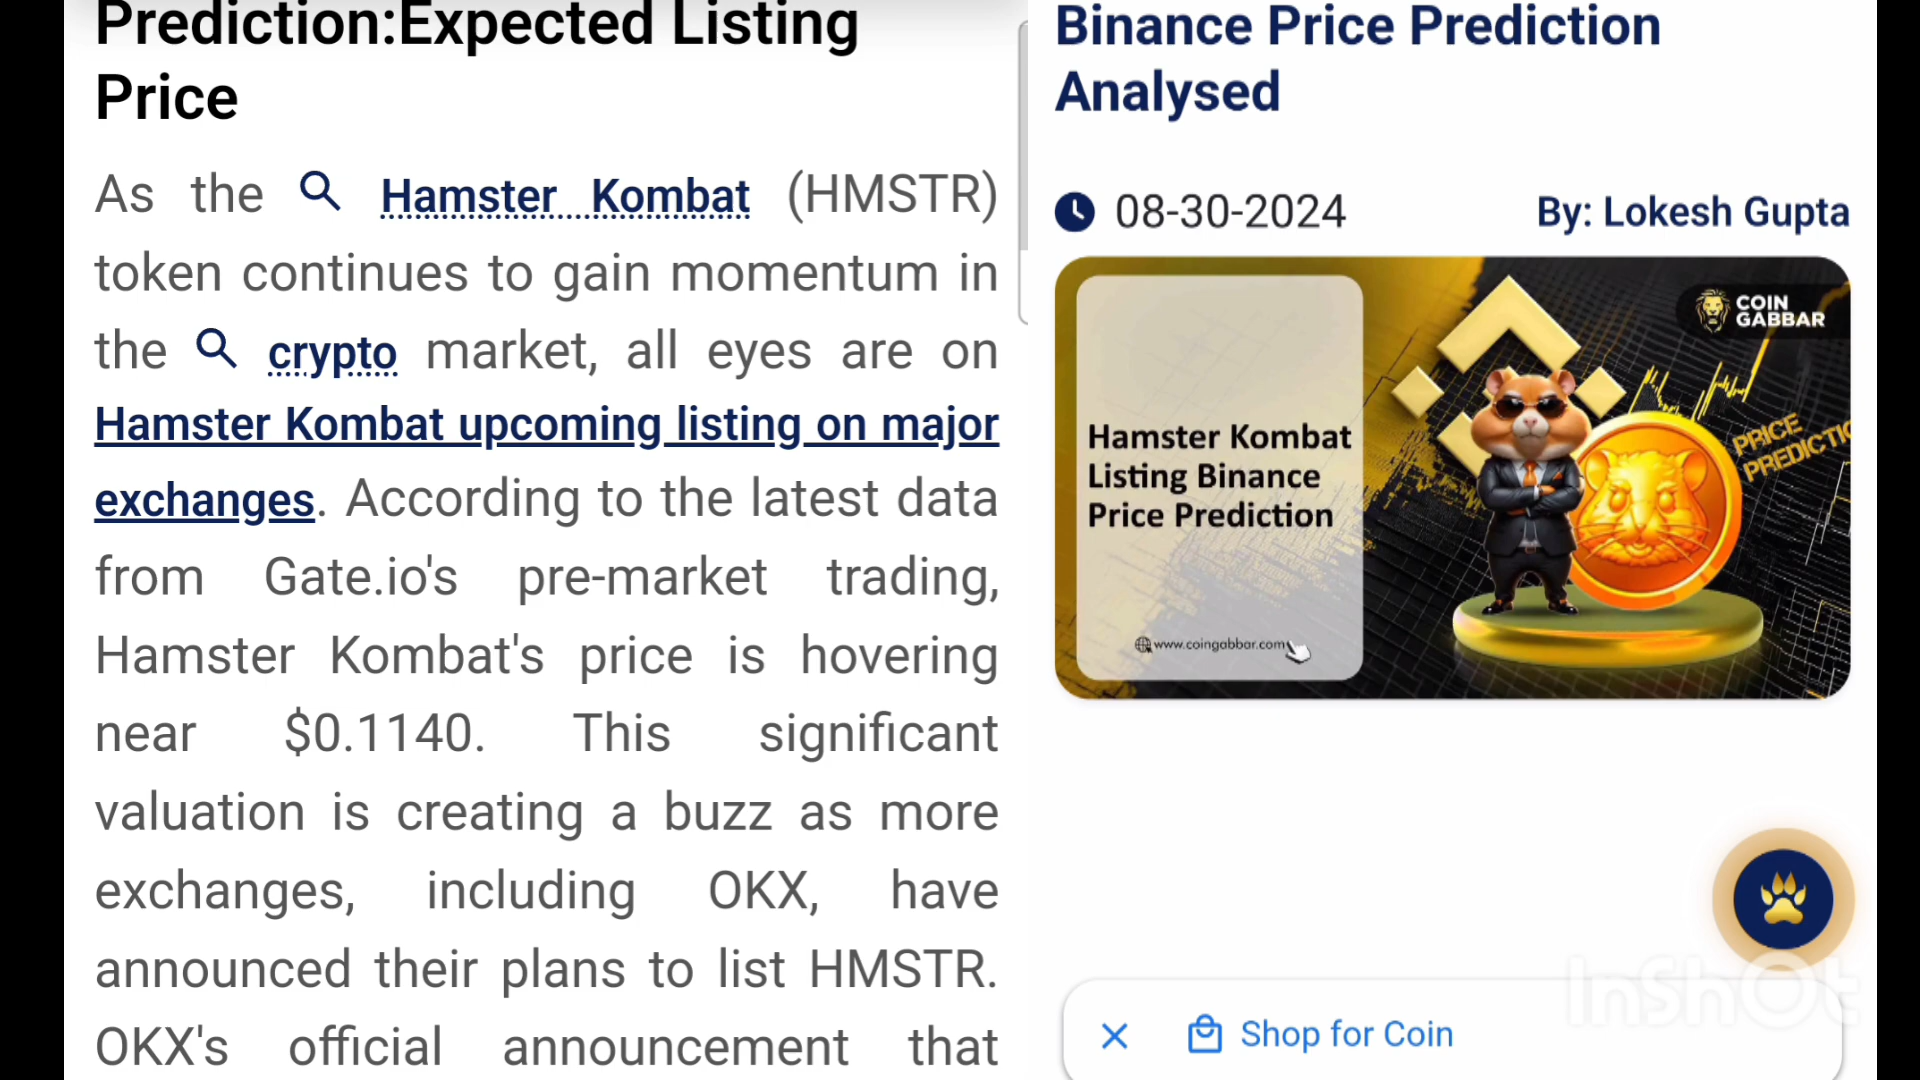 Prediction:Expected Listing
Price
As the Hamster Kombat (HMSTR)
token continues to gain momentum in
the crypto market, all eyes are on
Hamster Kombat upcoming listing on major
exchanges. According to the latest data
from Gate.io's pre-market trading,
Hamster Kombat's price is hovering
near $0.1140. This significant
valuation is creating a buzz as more
exchanges, including OKX, have
announced their plans to list HMSTR.
OKX's official announcement that
Binance Price Prediction
Analysed
08-30-2024
By: Lokesh Gupta
COIN
GABBAR
Hamster Kombat
Listing Binance
Price Prediction
PRICE
www.coingabbar.com
InShOt
Shop for Coin